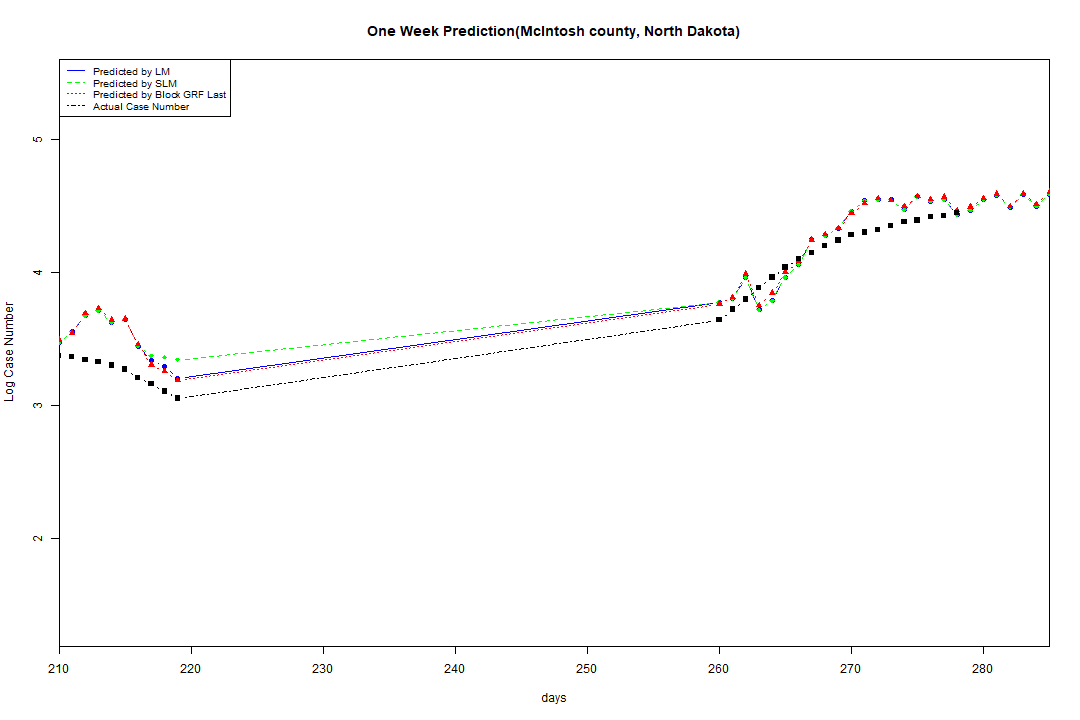 One Week Prediction(McIntosh county, North Dakota)
Predicted by LM
Predicted by SLM
Predicted by Block GRF Last
Actual Case Number
5
4
3
2
Log Case Number
210 220 230 240 250 260 270 280
days